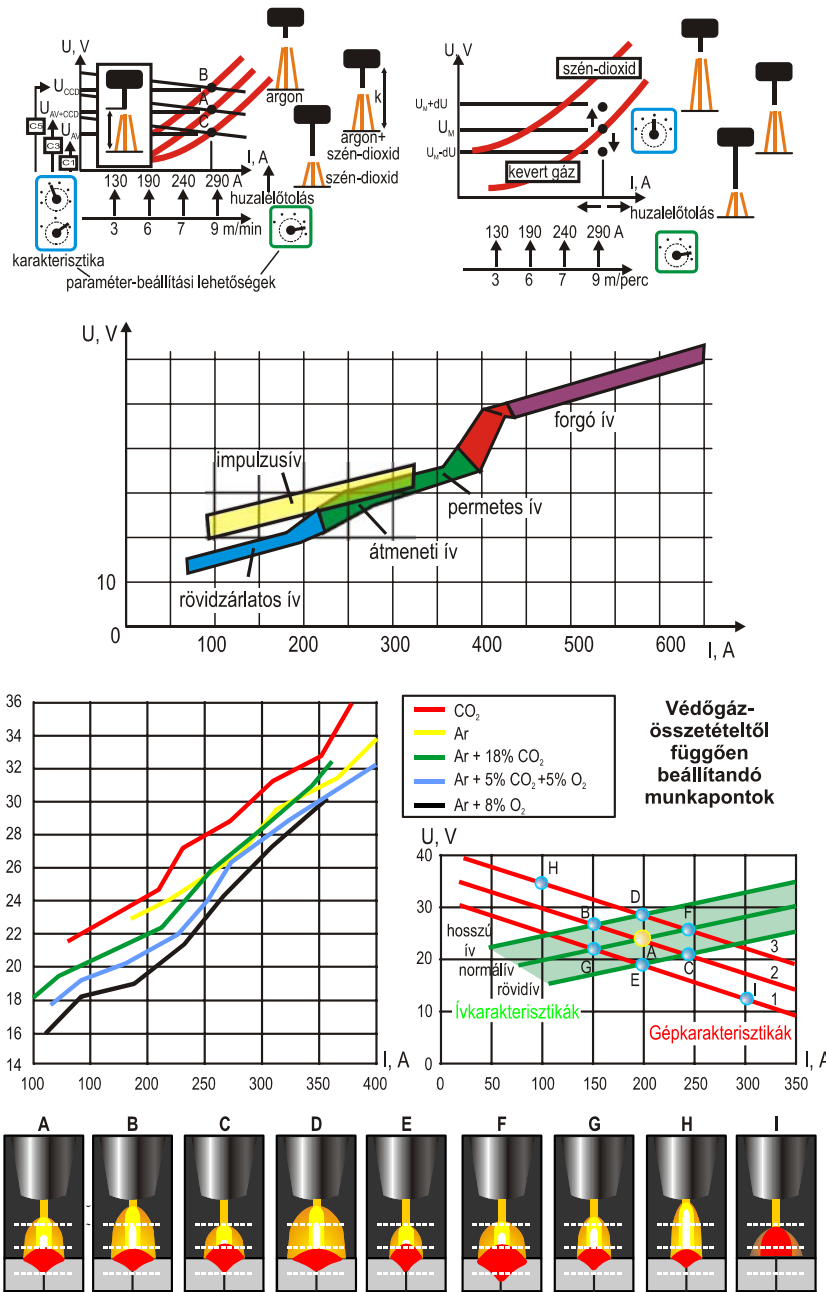 U, V
U_CCD
U_AV+CCD
U_AV
C5
C3
C1
B
A
C
argon
k
argon+
szén-dioxid
szén-dioxid
I, A
130 190 240 290 A
huzalelőtolás
3 6 7 9 m/min
karakterisztika
paraméter-beállítási lehetőségek
U, V
szén-dioxid
U_M+dU
U_M
U_M-dU
kevert gáz
I, A
huzalelőtolás
130 190 240 290 A
3 6 7 9 m/perc
U, V
forgó ív
impulzusív
permetes ív
átmeneti ív
rövidzárlatos ív
10
0
100 200 300 400 500 600
I, A
36
34
32
30
28
26
24
22
20
18
16
14
100 100 200 200 300 350 400
I, A
CO₂
Ar
Ar + 18% CO₂
Ar + 5% CO₂+5% O₂
Ar + 8% O₂
Védőgáz-
összetételtől
függően
beállítandó
munkapontok
U, V
40
30
20
10
0
H
D
B
F
A
G
E
C
I
3
2
1
hosszú
ív
normálív
rövidív
Ívkarakterisztikák
Gépkarakterisztikák
0 50 100 150 200 250 300 350
I, A
A B C D E F G H I